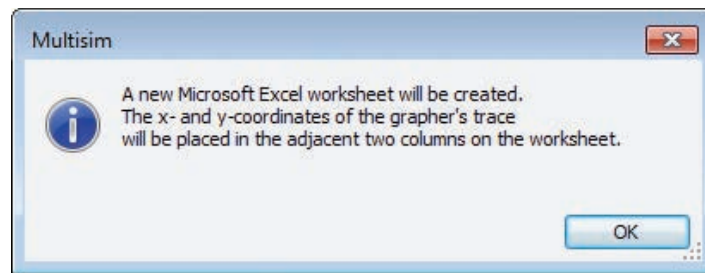 Multisim
A new Microsoft Excel worksheet will be created.
The x- and y-coordinates of the grapher's trace
will be placed in the adjacent two columns on the worksheet.
OK